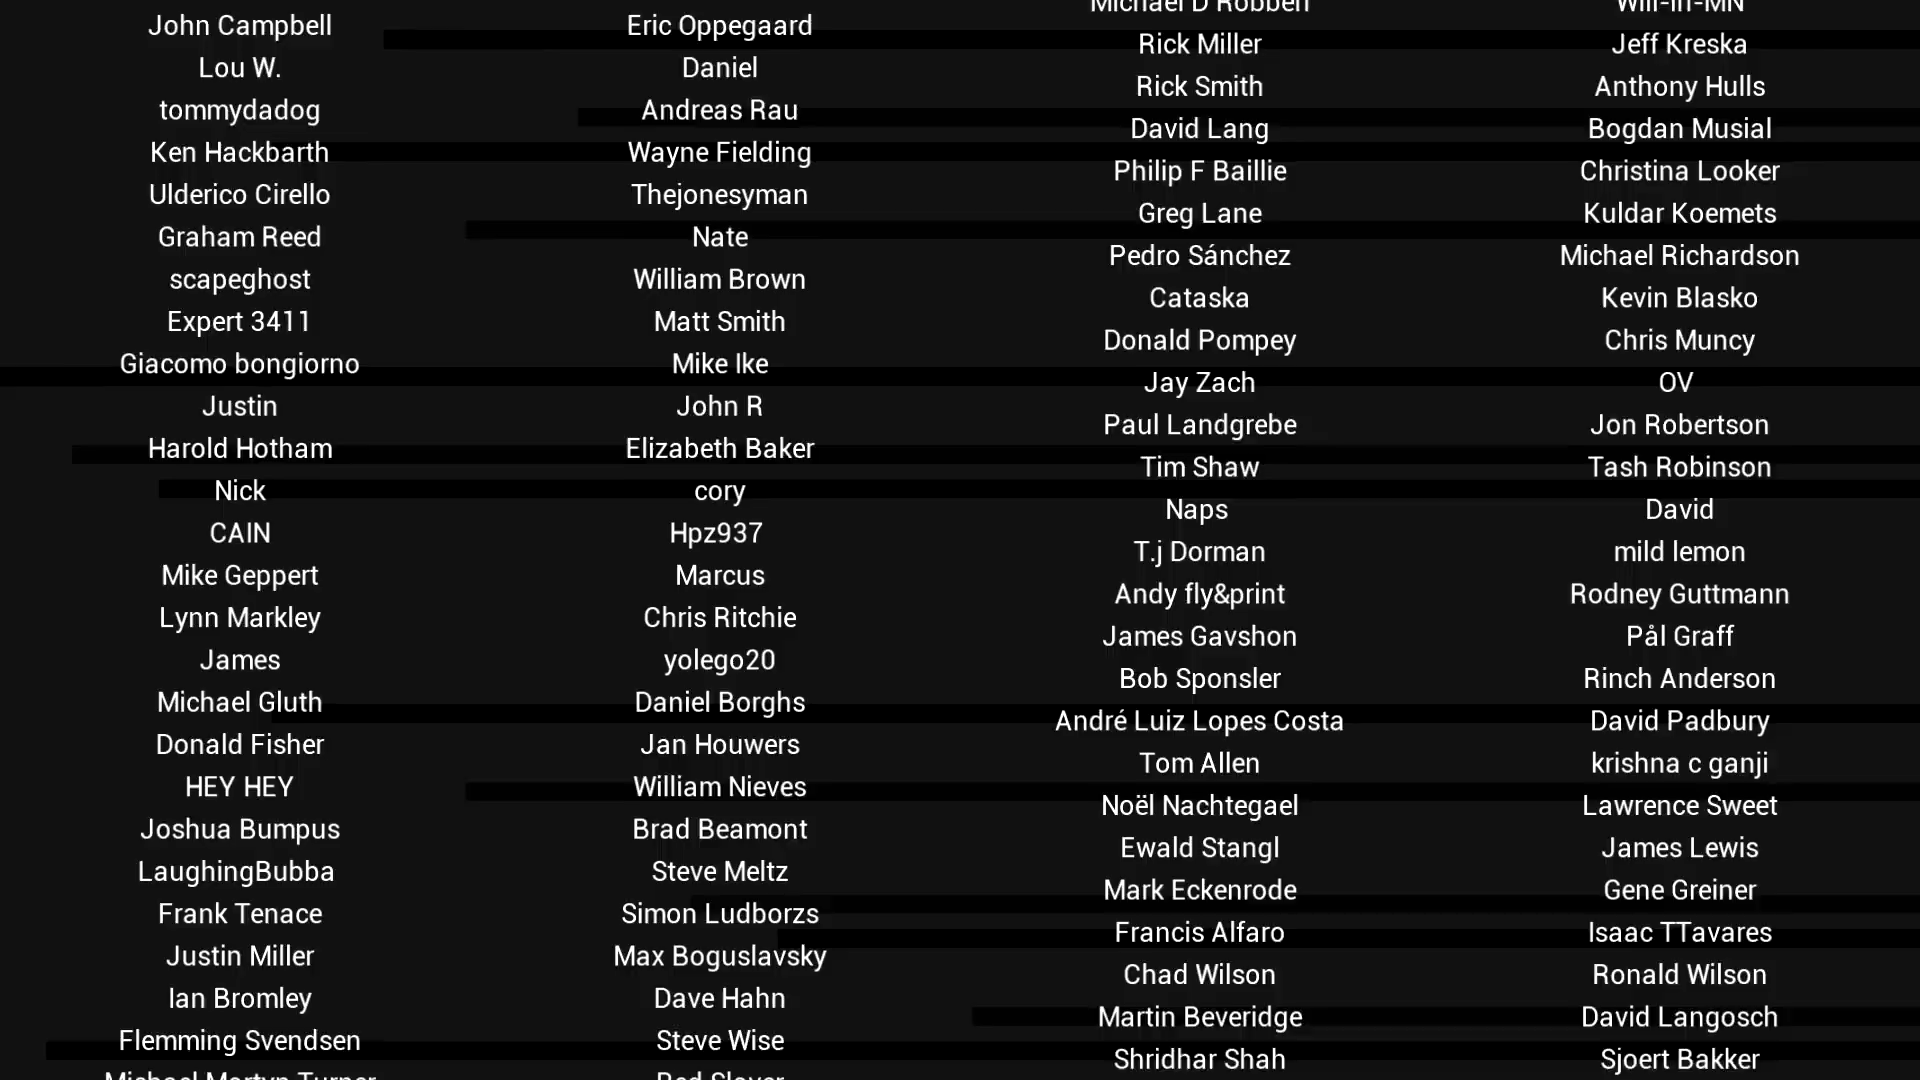 John Campbell
Lou W.
tommydadog
Ken Hackbarth
Ulderico Cirello
Graham Reed
scapeghost
Expert 3411
Giacomo bongiorno
Justin
Harold Hotham
Nick
CAIN
Mike Geppert
Lynn Markley
James
Michael Gluth
Donald Fisher
HEY HEY
Joshua Bumpus
LaughingBubba
Frank Tenace
Justin Miller
Ian Bromley
Flemming Svendsen
Michael Martyn Turner
Eric Oppegaard
Daniel
Andreas Rau
Wayne Fielding
Thejonesyman
Nate
William Brown
Matt Smith
Mike Ike
John R
Elizabeth Baker
cory
Hpz937
Marcus
Chris Ritchie
yolego20
Daniel Borghs
Jan Houwers
William Nieves
Brad Beamont
Steve Meltz
Simon Ludborzs
Max Boguslavsky
Dave Hahn
Steve Wise
Michael D Robben
Rick Miller
Rick Smith
David Lang
Philip F Baillie
Greg Lane
Pedro Sánchez
Cataska
Donald Pompey
Jay Zach
Paul Landgrebe
Tim Shaw
Naps
T.j Dorman
Andy fly&print
James Gavshon
Bob Sponsler
André Luiz Lopes Costa
Tom Allen
Noël Nachtegael
Ewald Stangl
Mark Eckenrode
Francis Alfaro
Chad Wilson
Martin Beveridge
Shridhar Shah
Will-in-MN
Jeff Kreska
Anthony Hulls
Bogdan Musial
Christina Looker
Kuldar Koemets
Michael Richardson
Kevin Blasko
Chris Muncy
OV
Jon Robertson
Tash Robinson
David
mild lemon
Rodney Guttmann
Pål Graff
Rinch Anderson
David Padbury
krishna c ganji
Lawrence Sweet
James Lewis
Gene Greiner
Isaac TTavares
Ronald Wilson
David Langosch
Sjoert Bakker